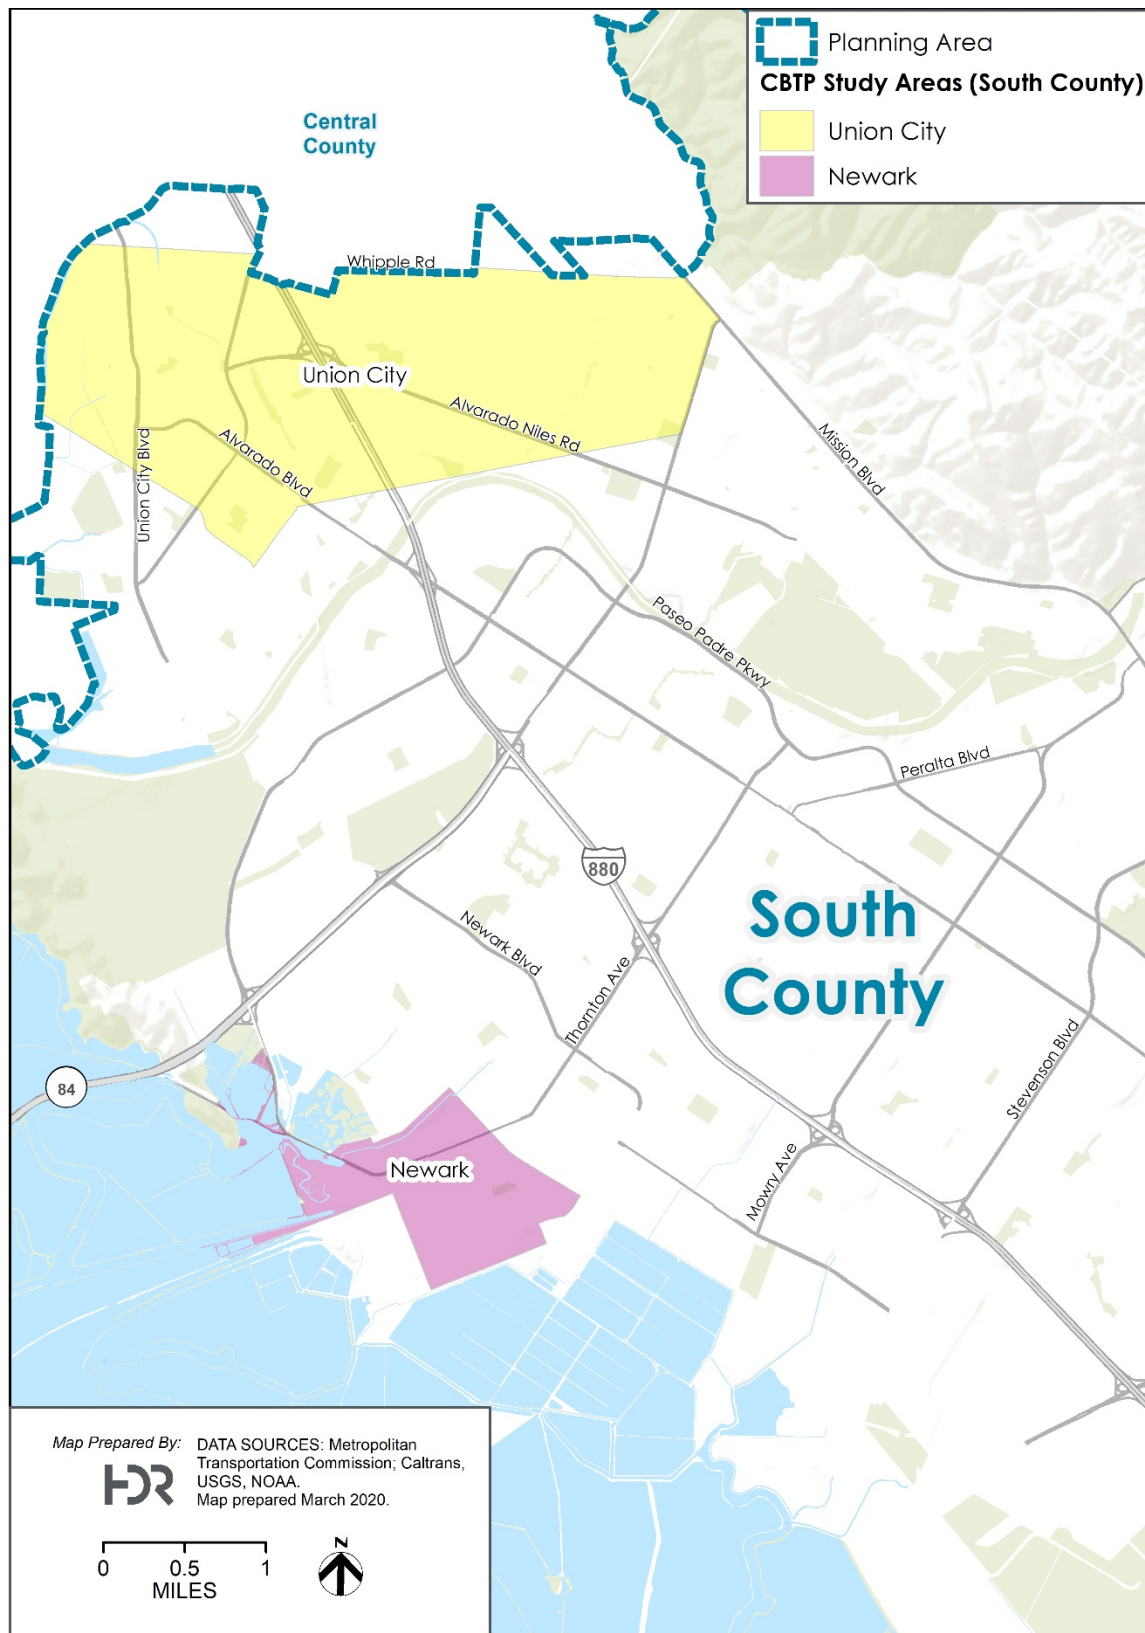 Planning Area
CBTP Study Areas (South County)
Union City
Newark
Central
County
Whipple Rd
Union City
Alvarado Niles Rd
Alvarado Blvd
Union City Blvd
Mission Blvd
Paseo Padre Pkwy
Peralta Blvd
880
South
County
Newark Blvd
Thornton Ave
Stevenson Blvd
84
Mowry Ave
Newark
Map Prepared By:
HDR
DATA SOURCES: Metropolitan
Transportation Commission; Caltrans,
USGS, NOAA.
Map prepared March 2020.
0 0.5 1
MILES
N